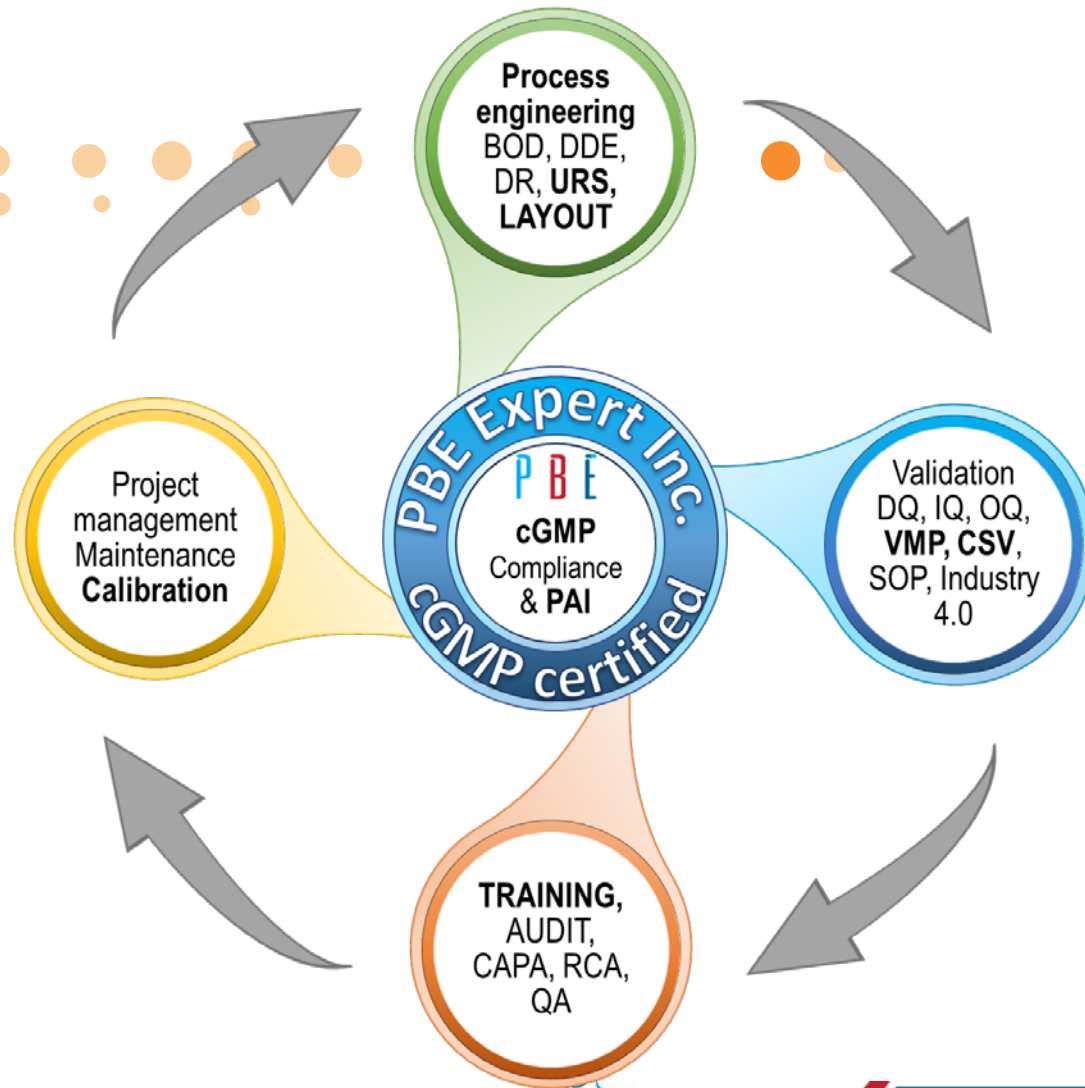 Process
engineering
BOD, DDE,
DR, URS,
LAYOUT
PBE Expert Inc.
PBE
cGMP
Compliance
& PAI
cGMP certified
Project
management
Maintenance
Calibration
Validation
DQ, IQ, OQ,
VMP, CSV,
SOP, Industry
4.0
TRAINING,
AUDIT,
CAPA, RCA,
QA